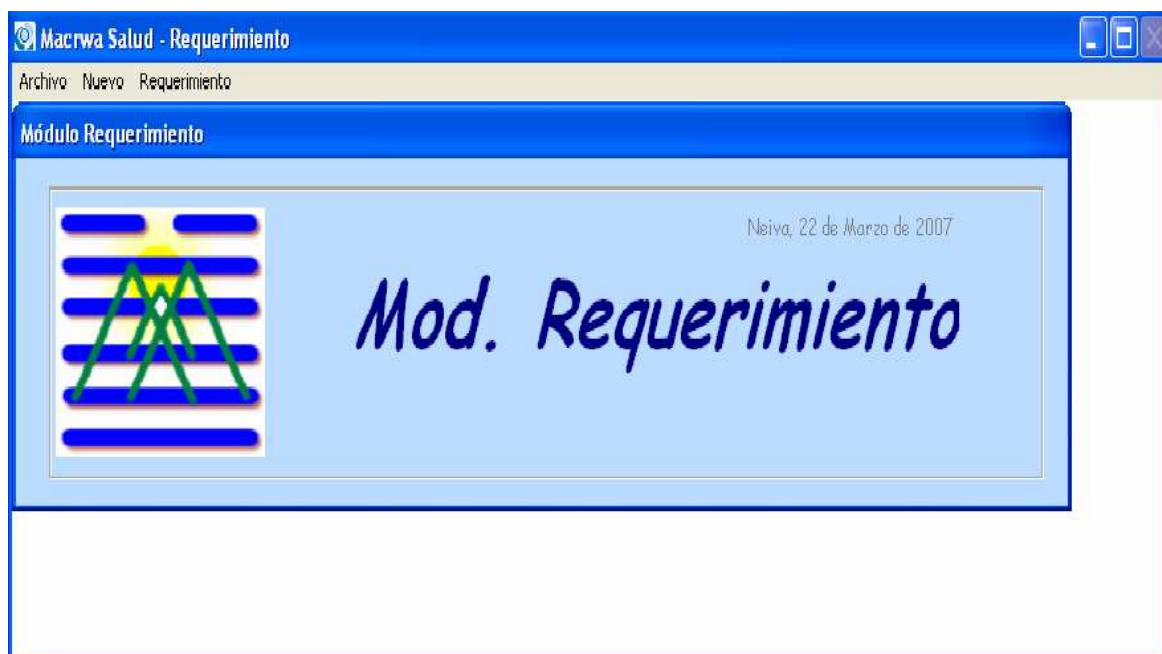 Macrwa Salud - Requerimiento
Archivo Nuevo Requerimiento
Módulo Requerimiento
Neiva, 22 de Marzo de 2007
Mod. Requerimiento